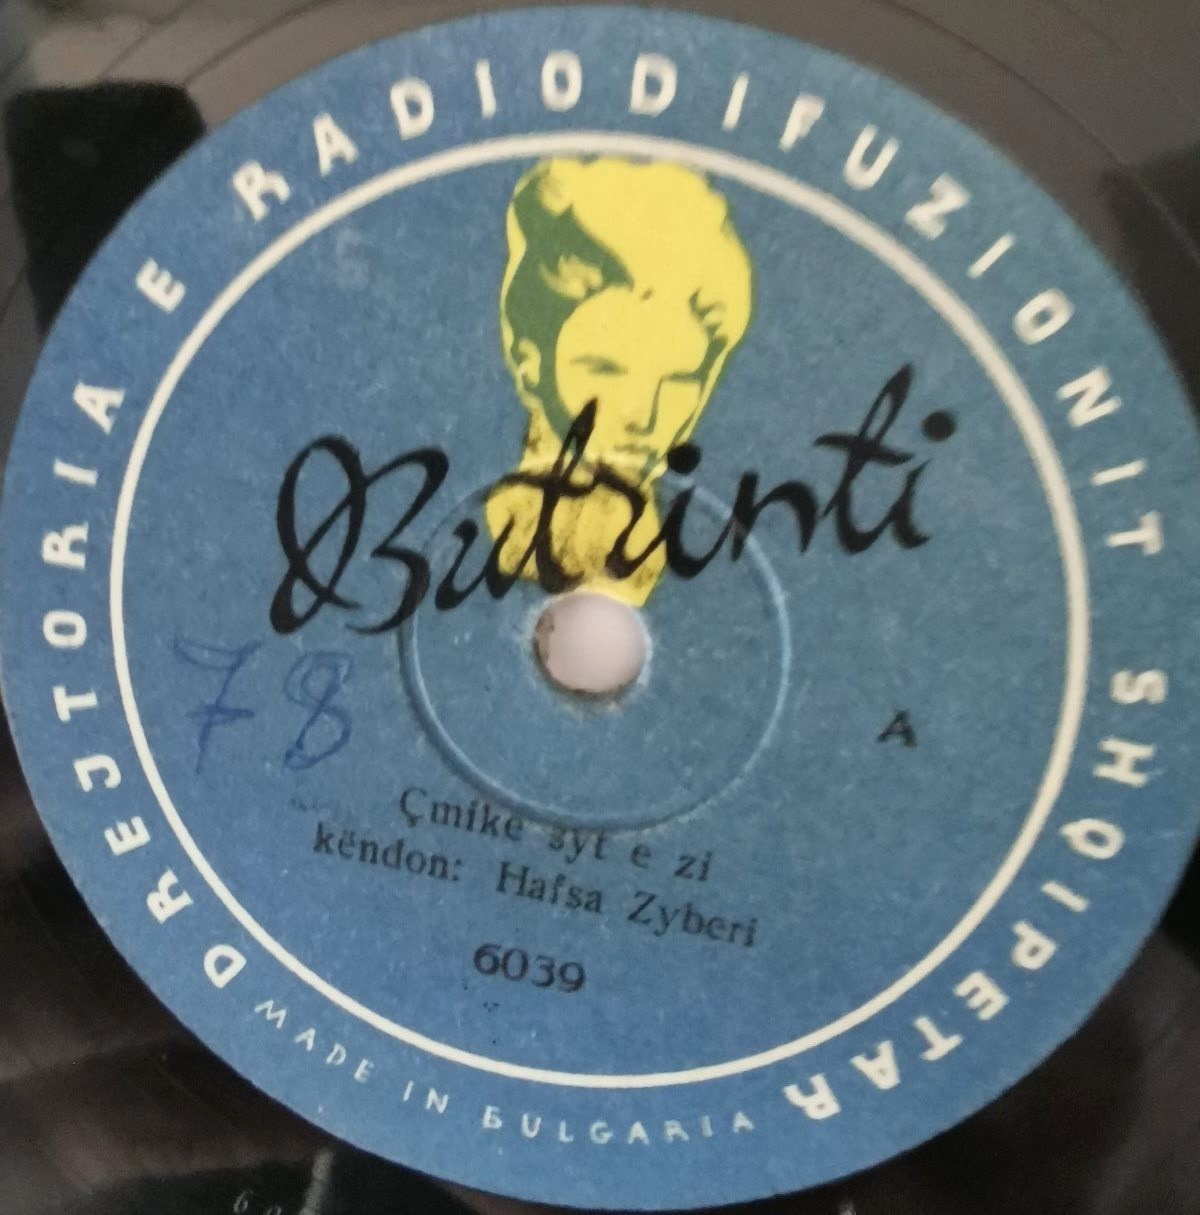 DREJTORIA E RADIODIFUZIONIT SHQIPETAR
Butrinti
78
A
Çmike syt e zi
këndon: Hafsa Zyberi
6039
MADE IN BULGARIA